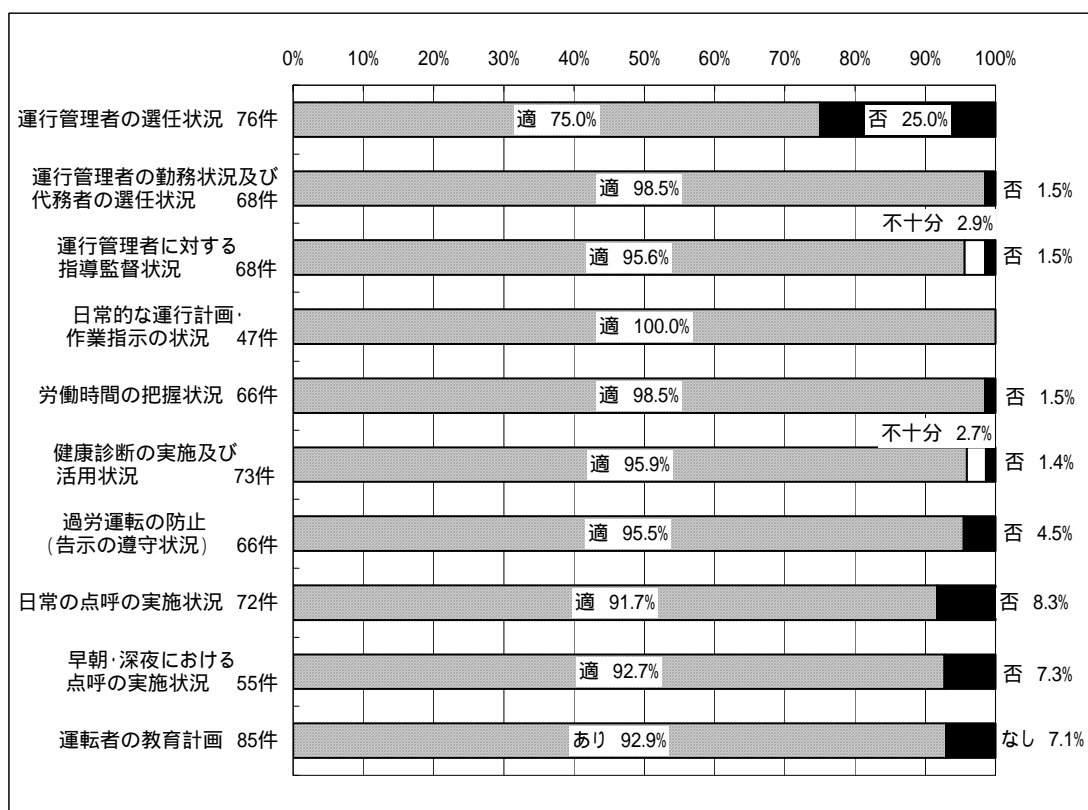 0% 10% 20% 30% 40% 50% 60% 70% 80% 90% 100%
運行管理者の選任状況 76件 適 75.0% 否 25.0%
運行管理者の勤務状況及び
代務者の選任状況 68件 適 98.5% 否 1.5%
不十分 2.9%
運行管理者に対する
指導監督状況 68件 適 95.6% 否 1.5%
日常的な運行計画・
作業指示の状況 47件 適 100.0%
労働時間の把握状況 66件 適 98.5% 否 1.5%
不十分 2.7%
健康診断の実施及び
活用状況 73件 適 95.9% 否 1.4%
過労運転の防止
(告示の遵守状況) 66件 適 95.5% 否 4.5%
日常の点呼の実施状況 72件 適 91.7% 否 8.3%
早朝・深夜における
点呼の実施状況 55件 適 92.7% 否 7.3%
運転者の教育計画 85件 あり 92.9% なし 7.1%